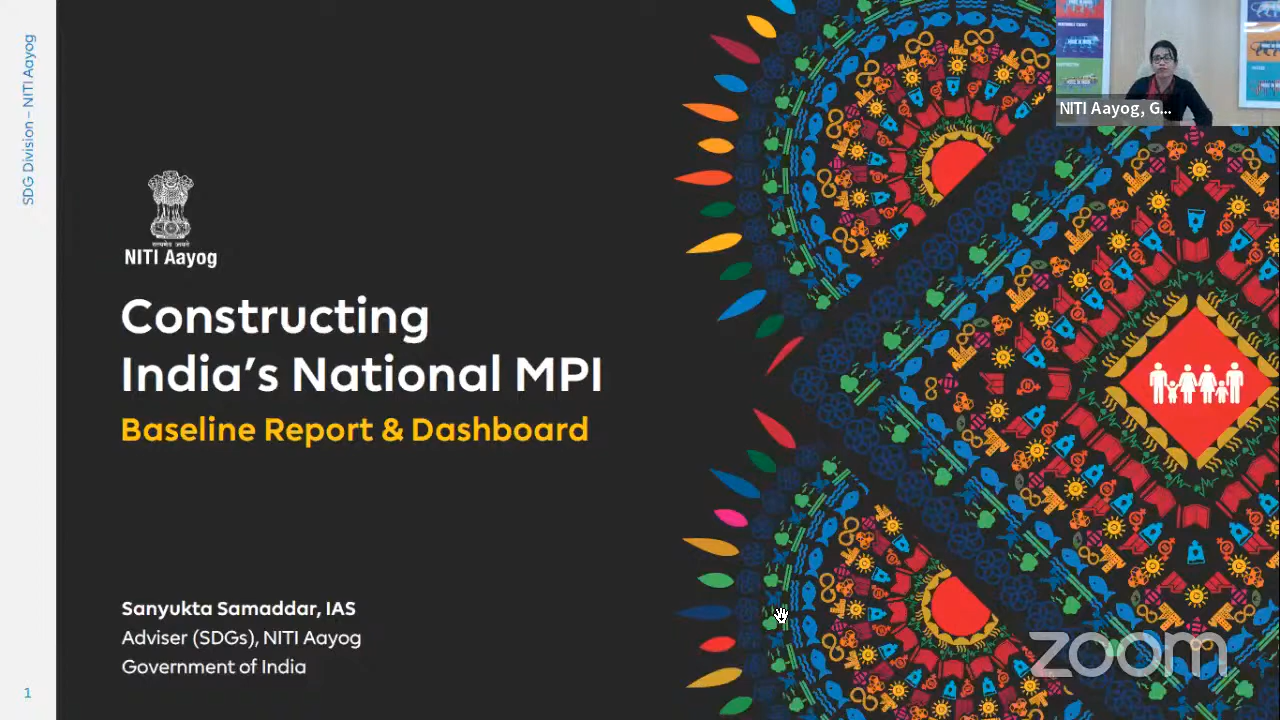 SDG Division – NITI Aayog
NITI Aayog, G...
NITI Aayog
Constructing
India's National MPI
Baseline Report & Dashboard
Sanyukta Samaddar, IAS
Adviser (SDGs), NITI Aayog
Government of India
1
zoom